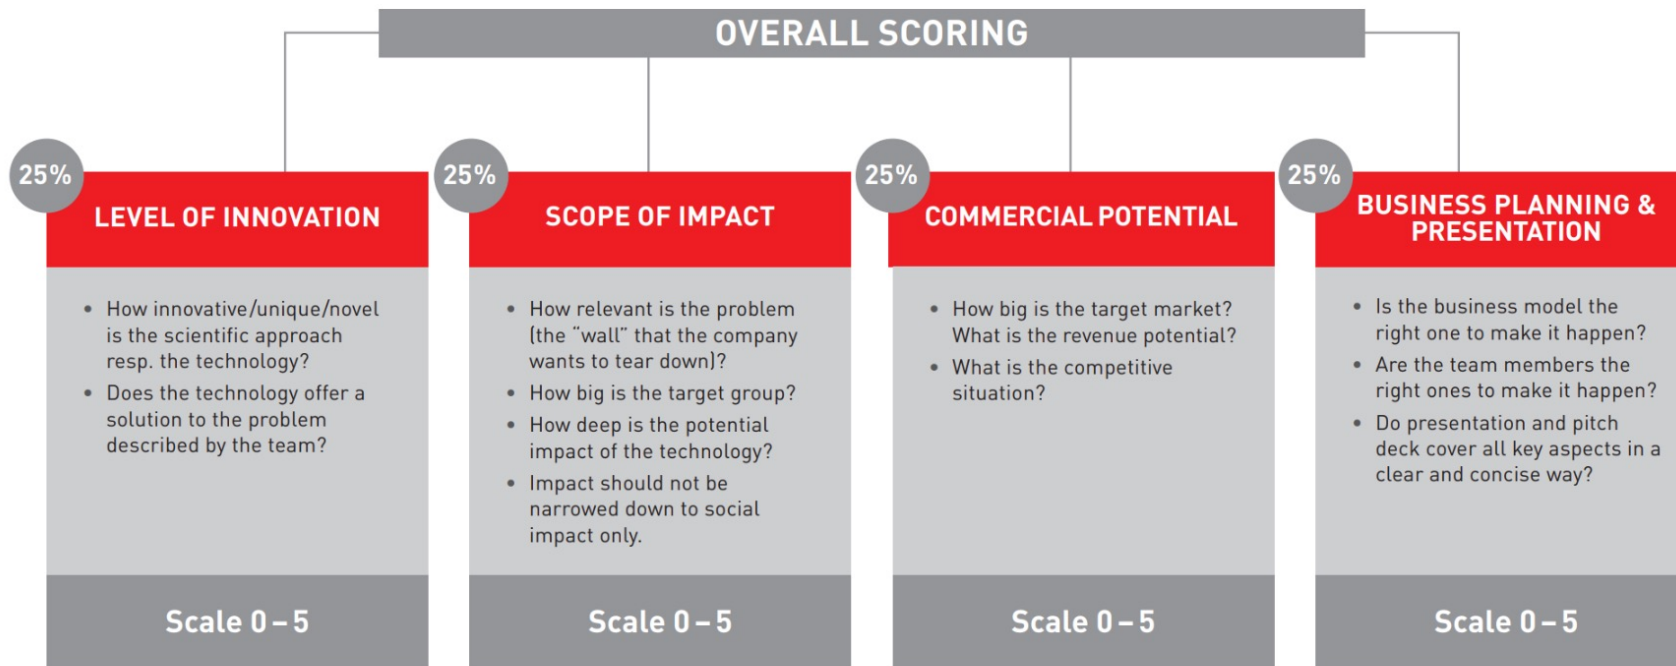 OVERALL SCORING
25%
LEVEL OF INNOVATION
• How innovative/unique/novel
is the scientific approach
resp. the technology?
• Does the technology offer a
solution to the problem
described by the team?
Scale 0 – 5
25%
SCOPE OF IMPACT
• How relevant is the problem
(the “wall” that the company
wants to tear down)?
• How big is the target group?
• How deep is the potential
impact of the technology?
• Impact should not be
narrowed down to social
impact only.
Scale 0 – 5
25%
COMMERCIAL POTENTIAL
• How big is the target market?
What is the revenue potential?
• What is the competitive
situation?
Scale 0 – 5
25%
BUSINESS PLANNING &
PRESENTATION
• Is the business model the
right one to make it happen?
• Are the team members the
right ones to make it happen?
• Do presentation and pitch
deck cover all key aspects in a
clear and concise way?
Scale 0 – 5